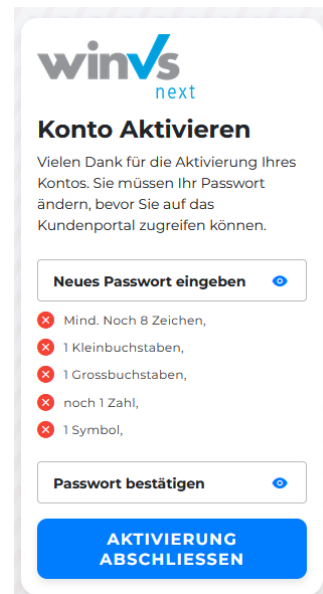 winvs
next
Konto Aktivieren
Vielen Dank für die Aktivierung Ihres
Kontos. Sie müssen Ihr Passwort
ändern, bevor Sie auf das
Kundenportal zugreifen können.
Neues Passwort eingeben
Mind. Noch 8 Zeichen,
1 Kleinbuchstaben,
1 Grossbuchstaben,
noch 1 Zahl,
1 Symbol,
Passwort bestätigen
AKTIVIERUNG
ABSCHLIESSEN